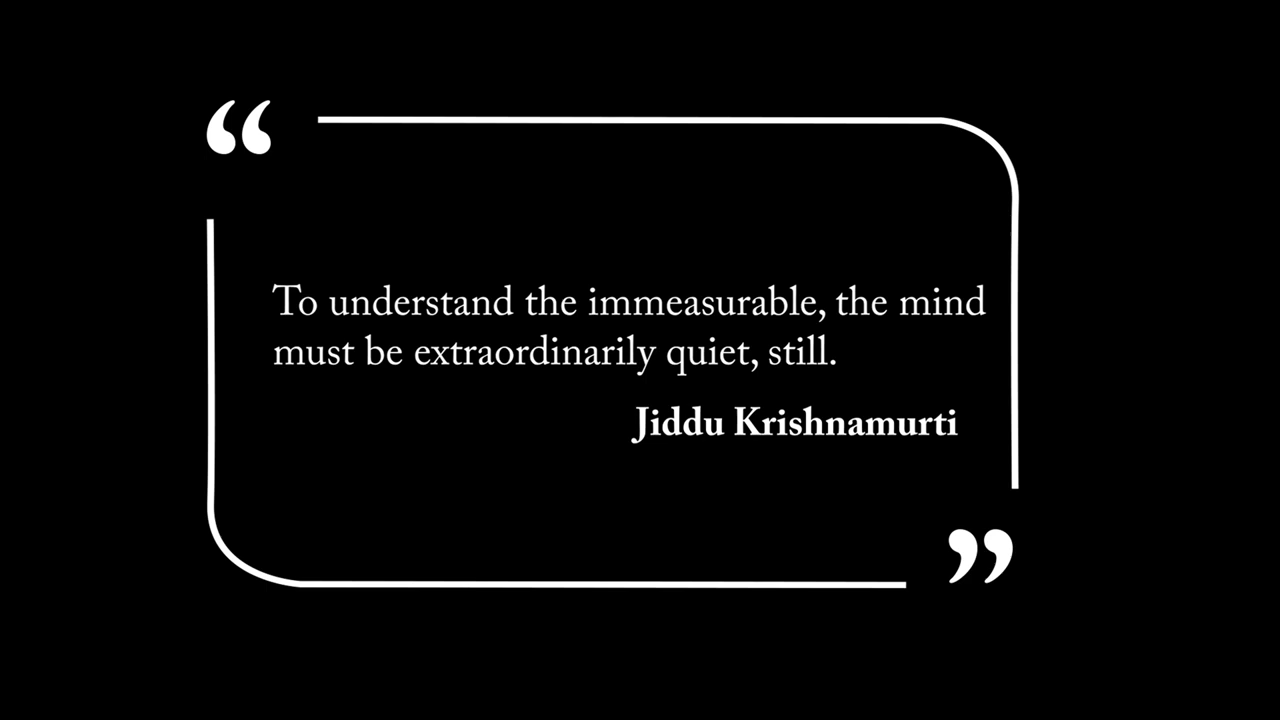 “
To understand the immeasurable, the mind
must be extraordinarily quiet, still.
Jiddu Krishnamurti
”